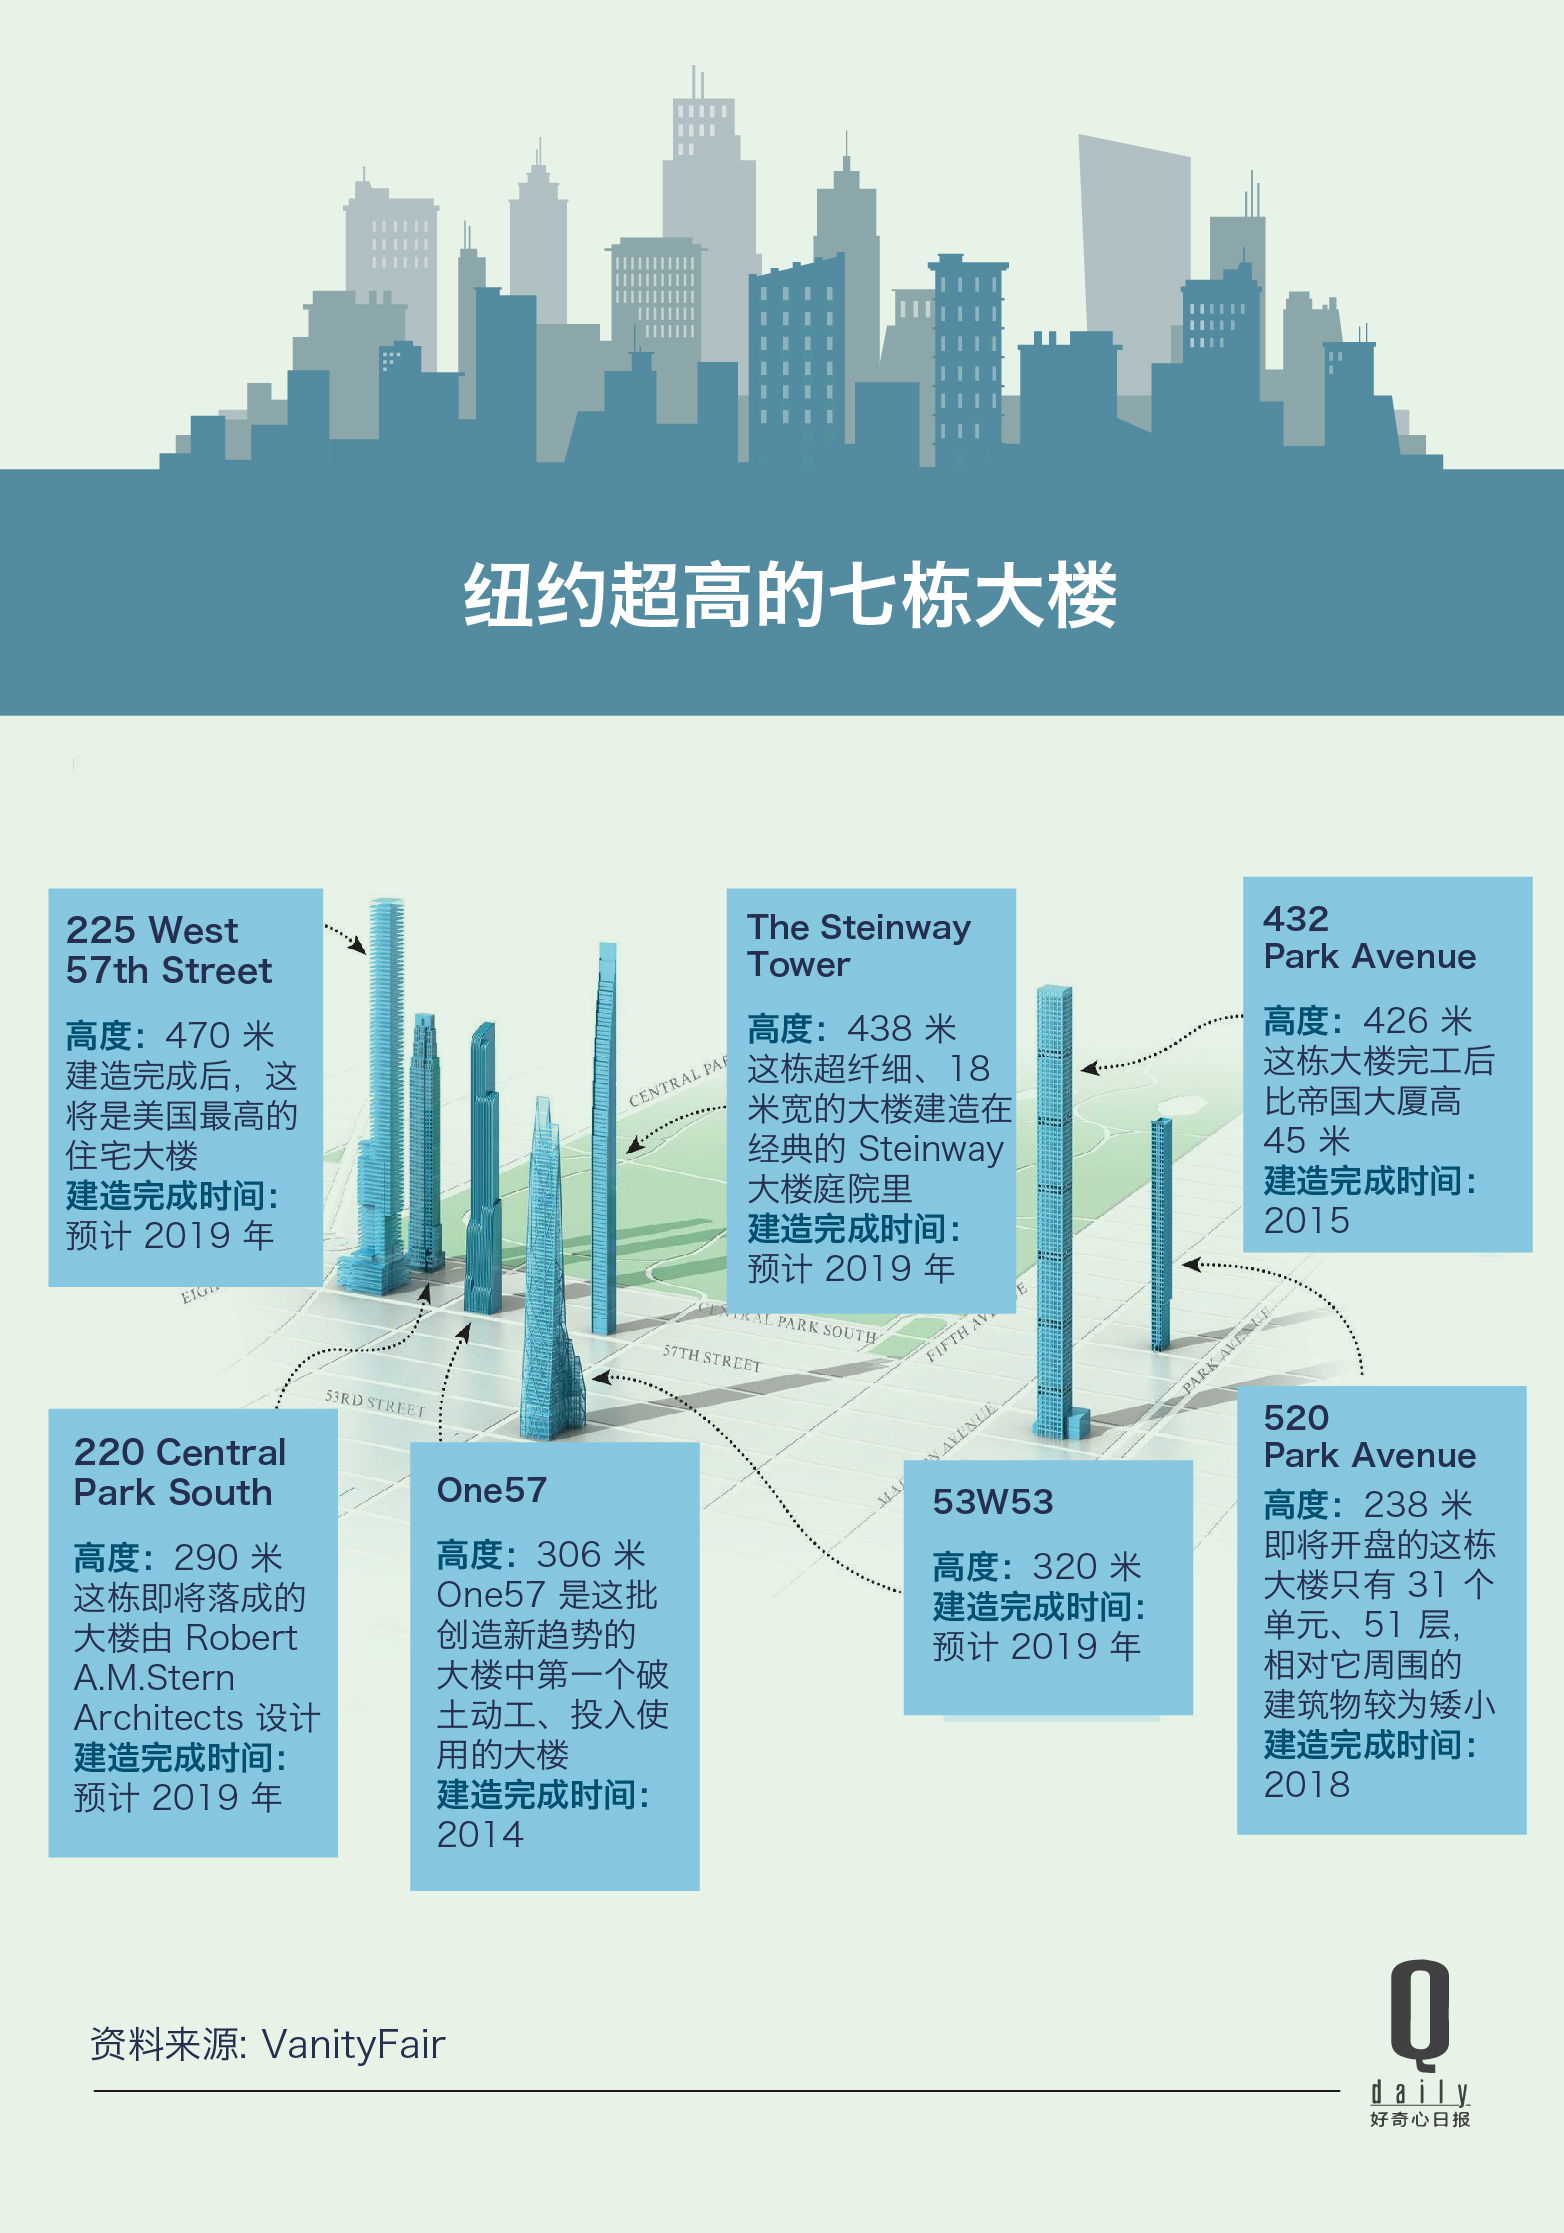 纽约超高的七栋大楼
225 West
57th Street
高度：470 米
建造完成后，这
将是美国最高的
住宅大楼
建造完成时间：
预计 2019 年
The Steinway
Tower
高度：438 米
这栋超纤细、18
米宽的大楼建造在
经典的 Steinway
大楼庭院里
建造完成时间：
预计 2019 年
432
Park Avenue
高度：426 米
这栋大楼完工后
比帝国大厦高
45 米
建造完成时间：
2015
CENTRAL PAR
EIGH
CENTRAL PARK SOUTH
57TH STREET
53RD STREET
FIFTH AVENUE
PARK AVENUE
AVENUE
220 Central
Park South
高度：290 米
这栋即将落成的
大楼由 Robert
A.M.Stern
Architects 设计
建造完成时间：
预计 2019 年
One57
高度：306 米
One57 是这批
创造新趋势的
大楼中第一个破
土动工、投入使
用的大楼
建造完成时间：
2014
53W53
高度：320 米
建造完成时间：
预计 2019 年
520
Park Avenue
高度：238 米
即将开盘的这栋
大楼只有 31 个
单元、51 层，
相对它周围的
建筑物较为矮小
建造完成时间：
2018
资料来源: VanityFair
Q
daily
好奇心日报